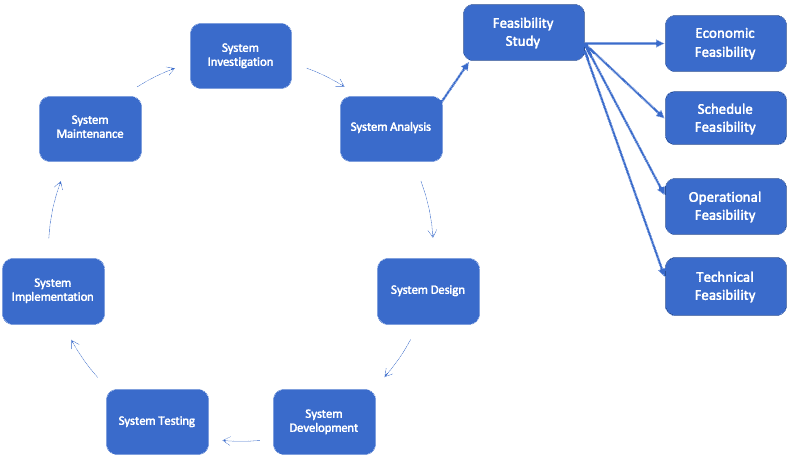 Feasibility
Study
Economic
Feasibility
Schedule
Feasibility
Operational
Feasibility
Technical
Feasibility
System
Investigation
System Analysis
System Design
System
Development
System Testing
System
Implementation
System
Maintenance